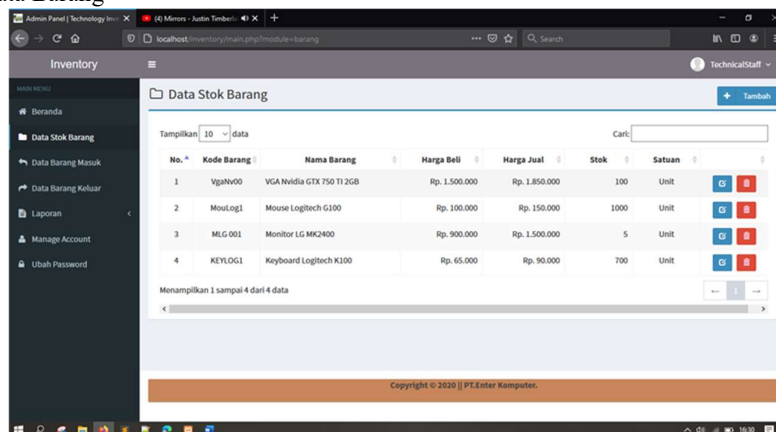 ata Barang
Admin Panel | Technology Inve
(4) Mirrors - Justin Timberla
localhost/inventory/main.php?module=barang
Search
Inventory
TechnicalStaff
MAIN MENU
Beranda
Data Stok Barang
Data Barang Masuk
Data Barang Keluar
Laporan
Manage Account
Ubah Password
Data Stok Barang
Tambah
Tampilkan 10 data
Cari:
No. Kode Barang Nama Barang Harga Beli Harga Jual Stok Satuan
1 VgaNv00 VGA Nvidia GTX 750 TI 2GB Rp. 1.500.000 Rp. 1.850.000 100 Unit
2 MouLog1 Mouse Logitech G100 Rp. 100.000 Rp. 150.000 1000 Unit
3 MLG 001 Monitor LG MK2400 Rp. 900.000 Rp. 1.500.000 5 Unit
4 KEYLOG1 Keyboard Logitech K100 Rp. 65.000 Rp. 90.000 700 Unit
Menampilkan 1 sampai 4 dari 4 data
1
Copyright © 2020 || PT.Enter Komputer.
16:30